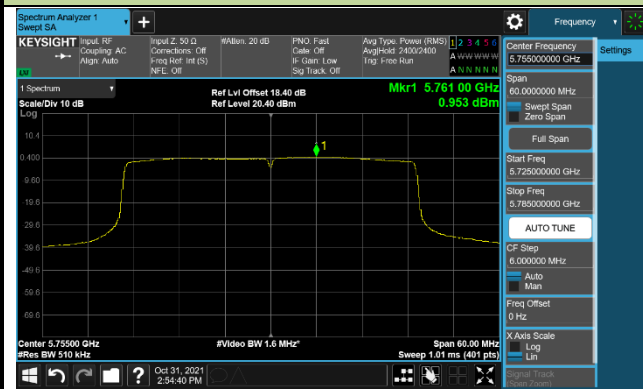 Spectrum Analyzer 1
Swept SA
+
Frequency
KEYSIGHT
Input: RF
Coupling: AC
Align: Auto
Input Z: 50 Ω
Corrections: Off
Freq Ref: Int (S)
NFE: Off
#Atten: 20 dB
PNO: Fast
Gate: Off
IF Gain: Low
Sig Track: Off
Avg Type: Power (RMS)
Avg|Hold: 2400/2400
Trig: Free Run
1 2 3 4 5 6
A W W W W W
A N N N N N
1 Spectrum
Scale/Div 10 dB
Log
Ref Lvl Offset 18.40 dB
Ref Level 20.40 dBm
Mkr1 5.761 00 GHz
0.953 dBm
1
10.4
0.400
-9.60
-19.6
-29.6
-39.6
-49.6
-59.6
-69.6
Center 5.75500 GHz
#Res BW 510 kHz
#Video BW 1.6 MHz*
Span 60.00 MHz
Sweep 1.01 ms (401 pts)
Center Frequency
5.755000000 GHz
Settings
Span
60.0000000 MHz
Swept Span
Zero Span
Full Span
Start Freq
5.725000000 GHz
Stop Freq
5.785000000 GHz
AUTO TUNE
CF Step
6.000000 MHz
Auto
Man
Freq Offset
0 Hz
X Axis Scale
Log
Lin
Signal Track
(Span Zoom)
?
Oct 31, 2021
2:54:40 PM